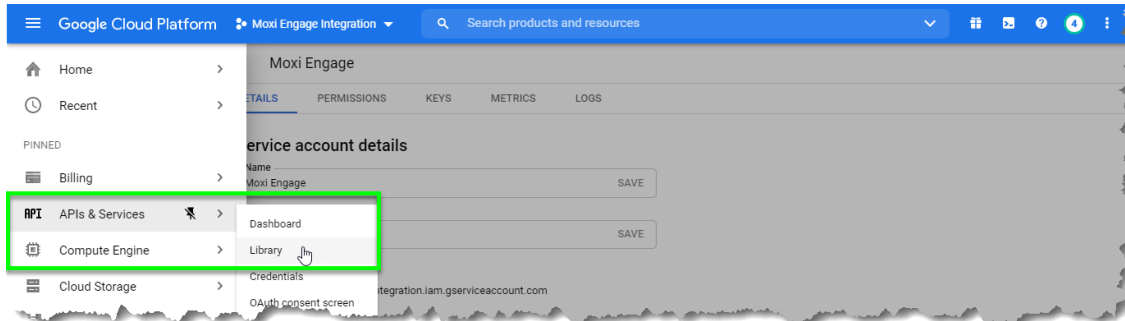 Google Cloud Platform Moxi Engage Integration Search products and resources 4
Home
Recent
PINNED
Billing
API APIs & Services
Compute Engine
Cloud Storage
Dashboard
Library
Credentials
OAuth consent screen
Moxi Engage
ETAILS PERMISSIONS KEYS METRICS LOGS
ervice account details
Name
Moxi Engage SAVE
SAVE
ntegration.iam.gserviceaccount.com